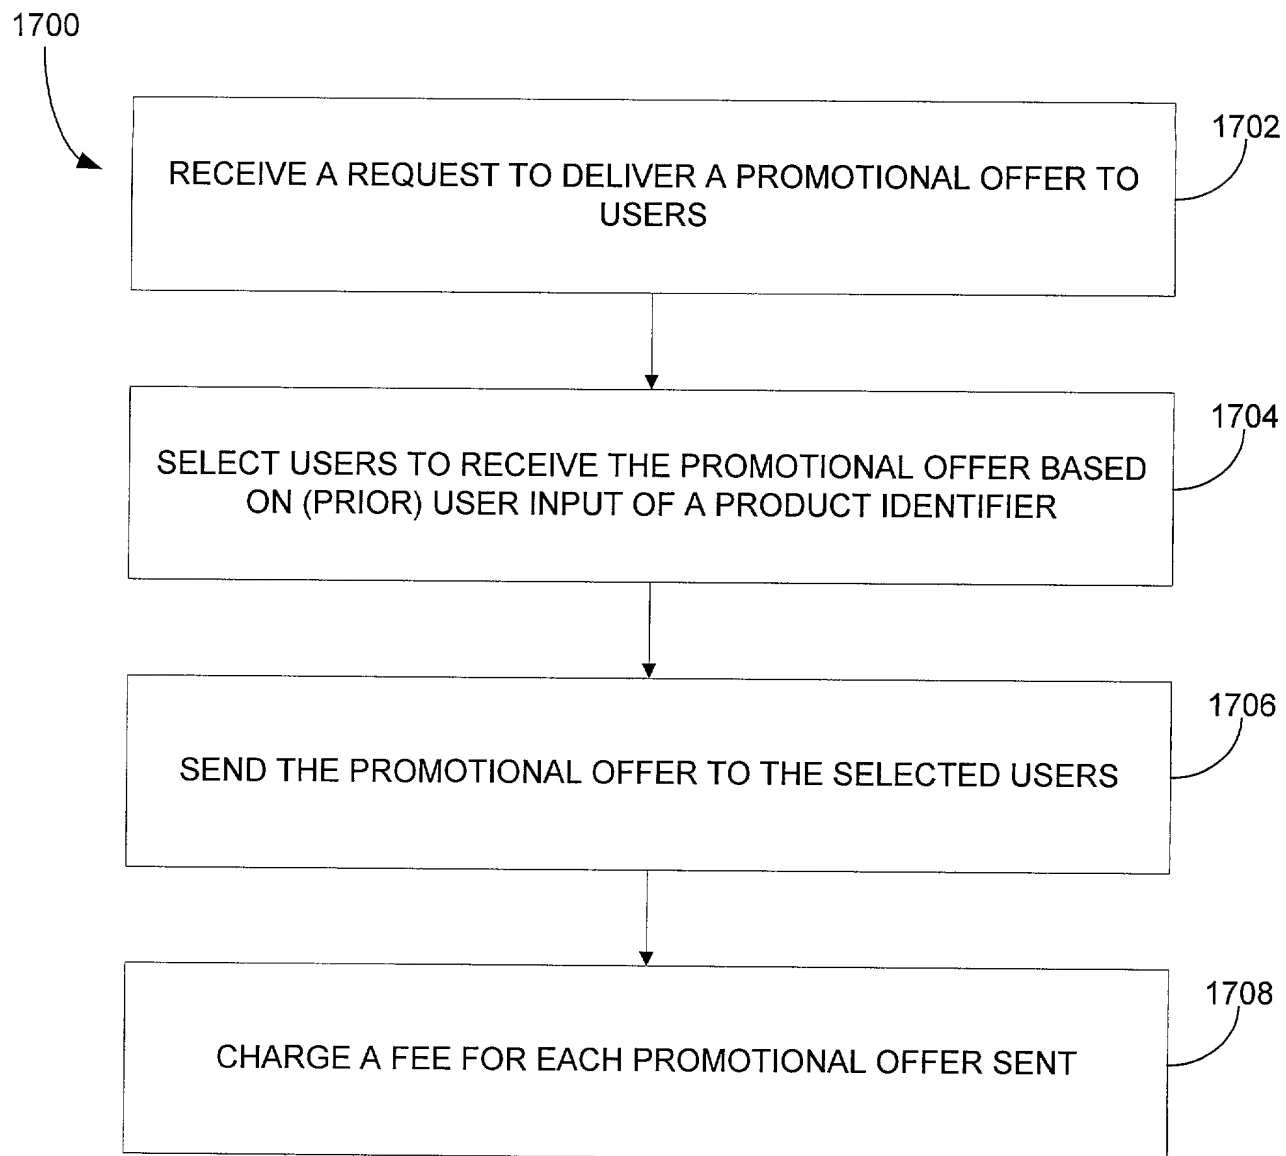 1700
1702
RECEIVE A REQUEST TO DELIVER A PROMOTIONAL OFFER TO
USERS
1704
SELECT USERS TO RECEIVE THE PROMOTIONAL OFFER BASED
ON (PRIOR) USER INPUT OF A PRODUCT IDENTIFIER
1706
SEND THE PROMOTIONAL OFFER TO THE SELECTED USERS
1708
CHARGE A FEE FOR EACH PROMOTIONAL OFFER SENT